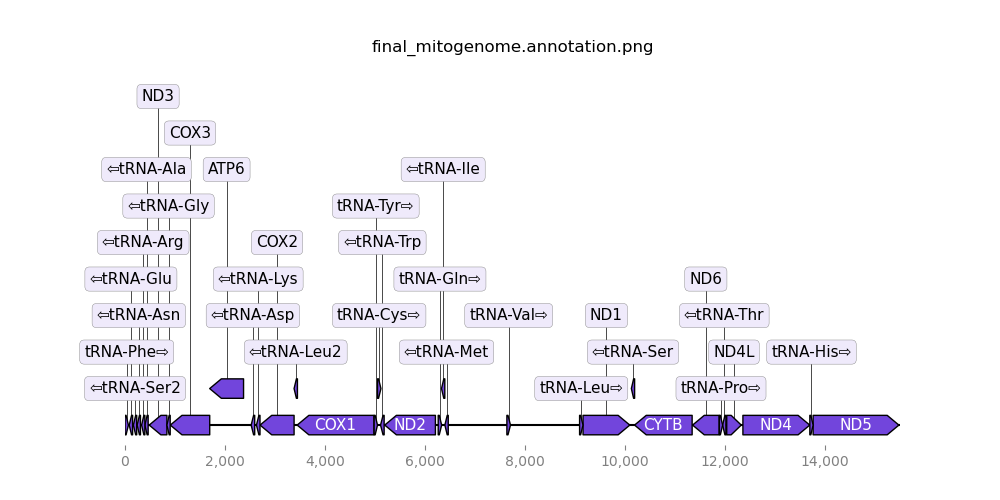 final_mitogenome.annotation.png
ND3
COX3
⇦tRNA-Ala ATP6 ⇦tRNA-Ile
⇦tRNA-Gly tRNA-Tyr⇨
⇦tRNA-Arg COX2 ⇦tRNA-Trp
⇦tRNA-Glu ⇦tRNA-Lys tRNA-Gln⇨ ND6
⇦tRNA-Asn ⇦tRNA-Asp tRNA-Cys⇨ tRNA-Val⇨ ND1 ⇦tRNA-Thr
tRNA-Phe⇨ ⇦tRNA-Leu2 ⇦tRNA-Met ⇦tRNA-Ser ND4L tRNA-His⇨
⇦tRNA-Ser2 tRNA-Leu⇨ tRNA-Pro⇨
COX1 ND2 CYTB ND4 ND5
0 2,000 4,000 6,000 8,000 10,000 12,000 14,000